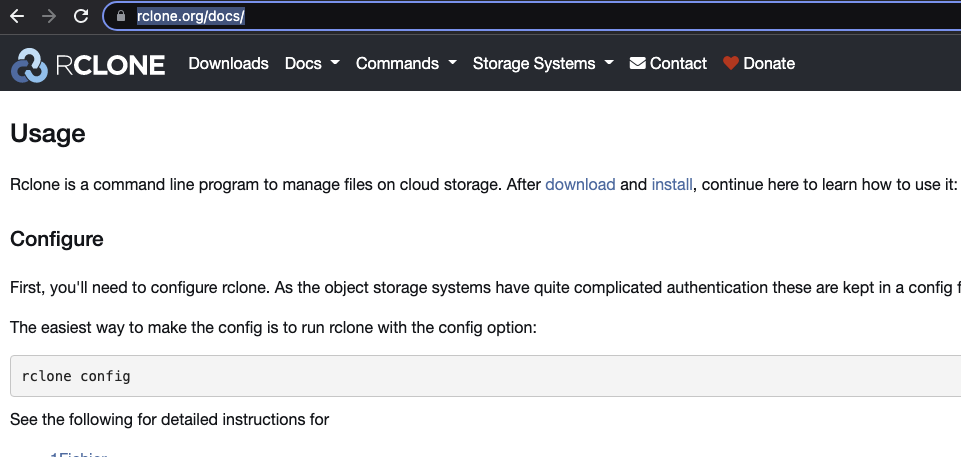 rclone.org/docs/
RCLONE Downloads Docs Commands Storage Systems Contact Donate
Usage
Rclone is a command line program to manage files on cloud storage. After download and install, continue here to learn how to use it:
Configure
First, you'll need to configure rclone. As the object storage systems have quite complicated authentication these are kept in a config f
The easiest way to make the config is to run rclone with the config option:
rclone config
See the following for detailed instructions for
1Fichier